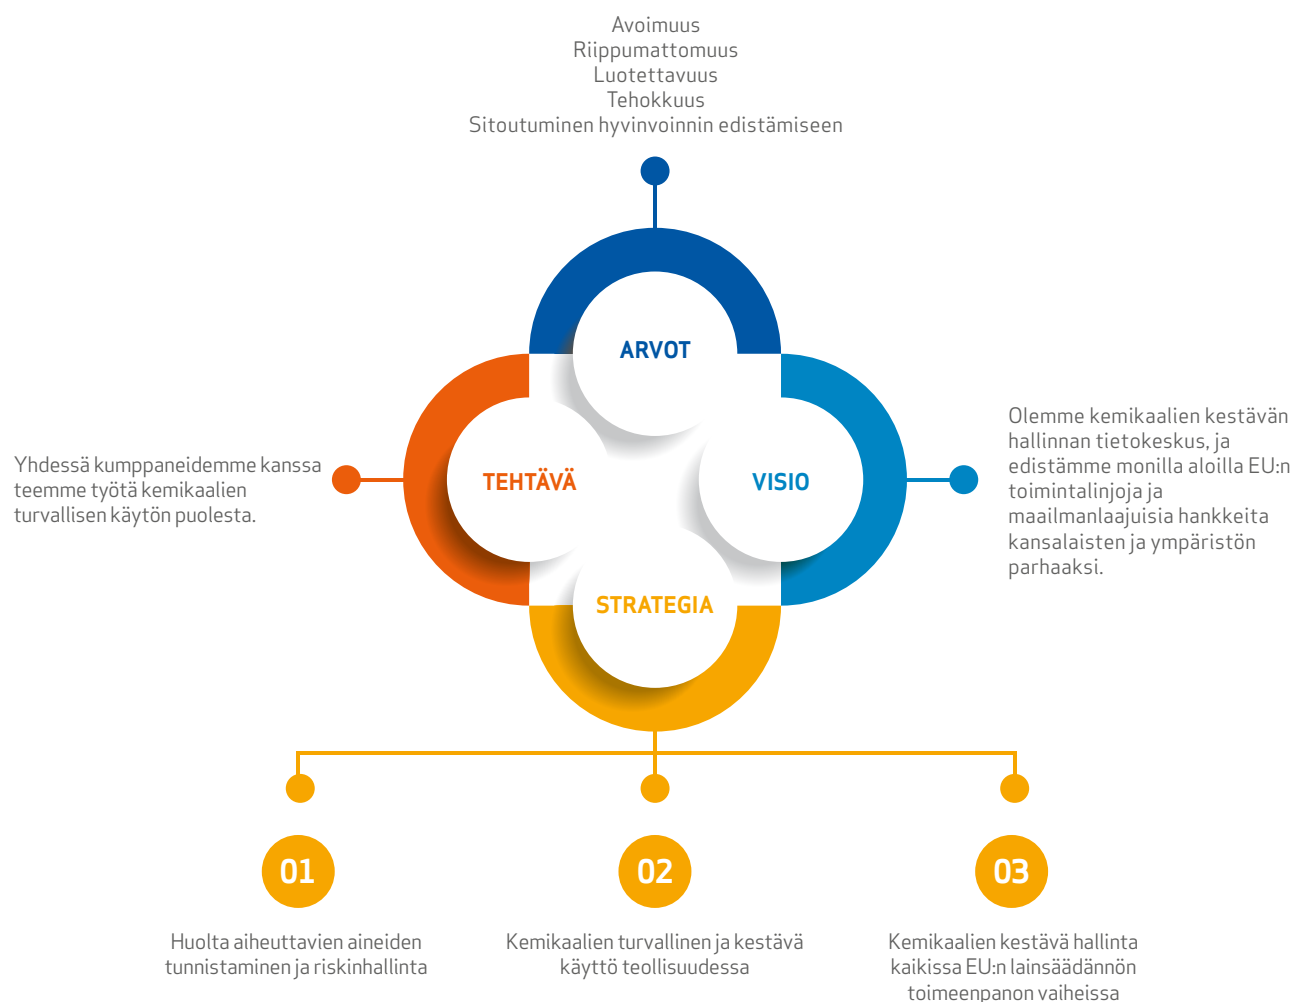 Avoimuus
Riippumattomuus
Luotettavuus
Tehokkuus
Sitoutuminen hyvinvoinnin edistämiseen
ARVOT
Yhdessä kumppaneidemme kanssa
teemme työtä kemikaalien
turvallisen käytön puolesta.
TEHTÄVÄ
VISIO
Olemme kemikaalien kestävän
hallinnan tietokeskus, ja
edistämme monilla aloilla EU:n
toimintalinjoja ja
maailmanlaajuisia hankkeita
kansalaisten ja ympäristön
parhaaksi.
STRATEGIA
01
Huolta aiheuttavien aineiden
tunnistaminen ja riskinhallinta
02
Kemikaalien turvallinen ja kestävä
käyttö teollisuudessa
03
Kemikaalien kestävä hallinta
kaikissa EU:n lainsäädännön
toimeenpanon vaiheissa